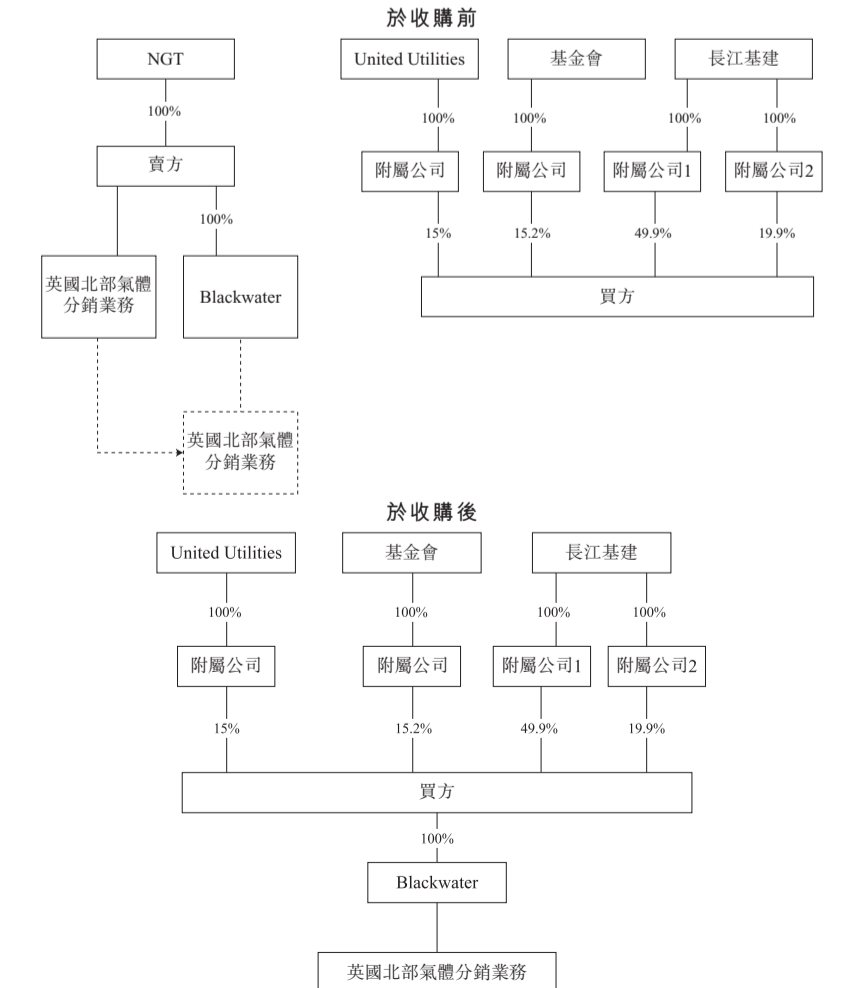 於收購前
NGT
100%
賣方
100%
英國北部氣體
分銷業務
Blackwater
英國北部氣體
分銷業務
United Utilities
基金會
長江基建
100%
100%
100%
100%
附屬公司
附屬公司
附屬公司1
附屬公司2
15%
15.2%
49.9%
19.9%
買方
於收購後
United Utilities
基金會
長江基建
100%
100%
100%
100%
附屬公司
附屬公司
附屬公司1
附屬公司2
15%
15.2%
49.9%
19.9%
買方
100%
Blackwater
英國北部氣體分銷業務